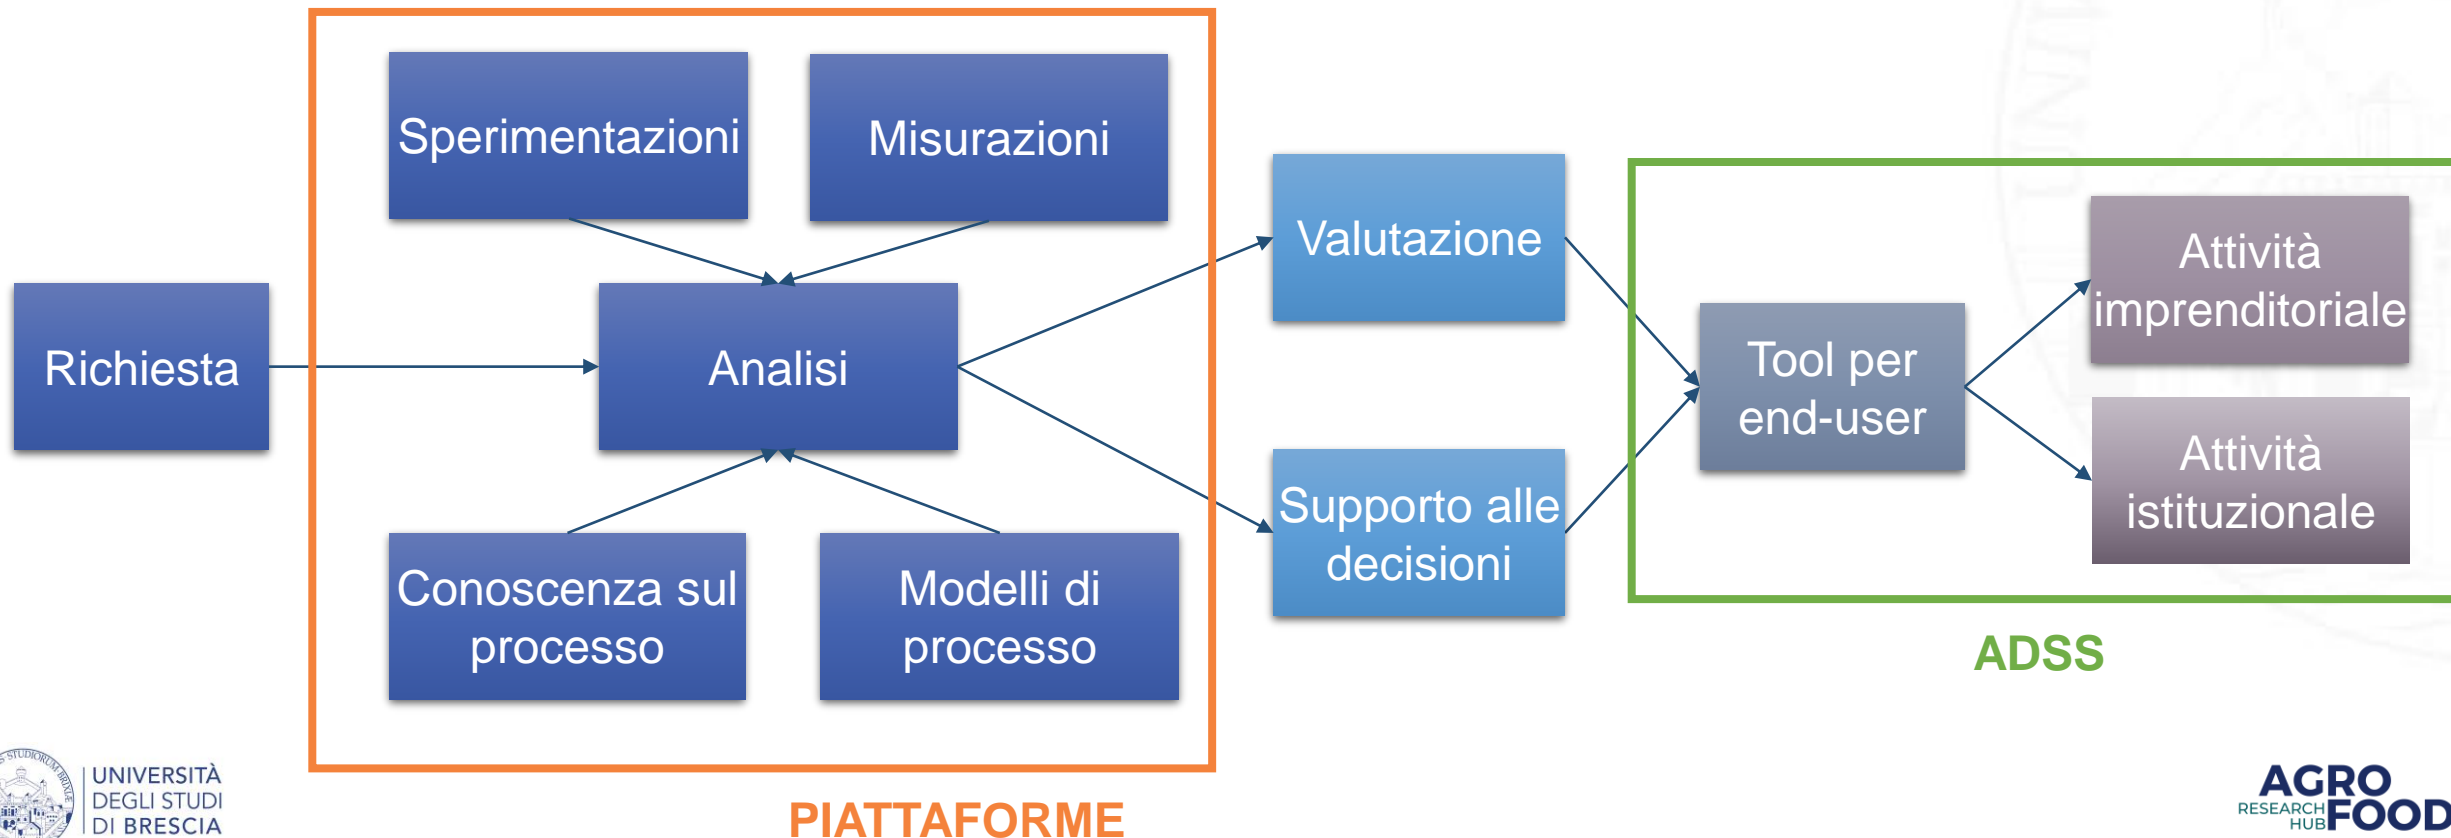 Sperimentazioni
Misurazioni
Richiesta
Analisi
Conoscenza sul
processo
Modelli di
processo
PIATTAFORME
Valutazione
Supporto alle
decisioni
Tool per
end-user
Attività
imprenditoriale
Attività
istituzionale
ADSS
UNIVERSITÀ
DEGLI STUDI
DI BRESCIA
AGRO
RESEARCH
HUB
FOOD